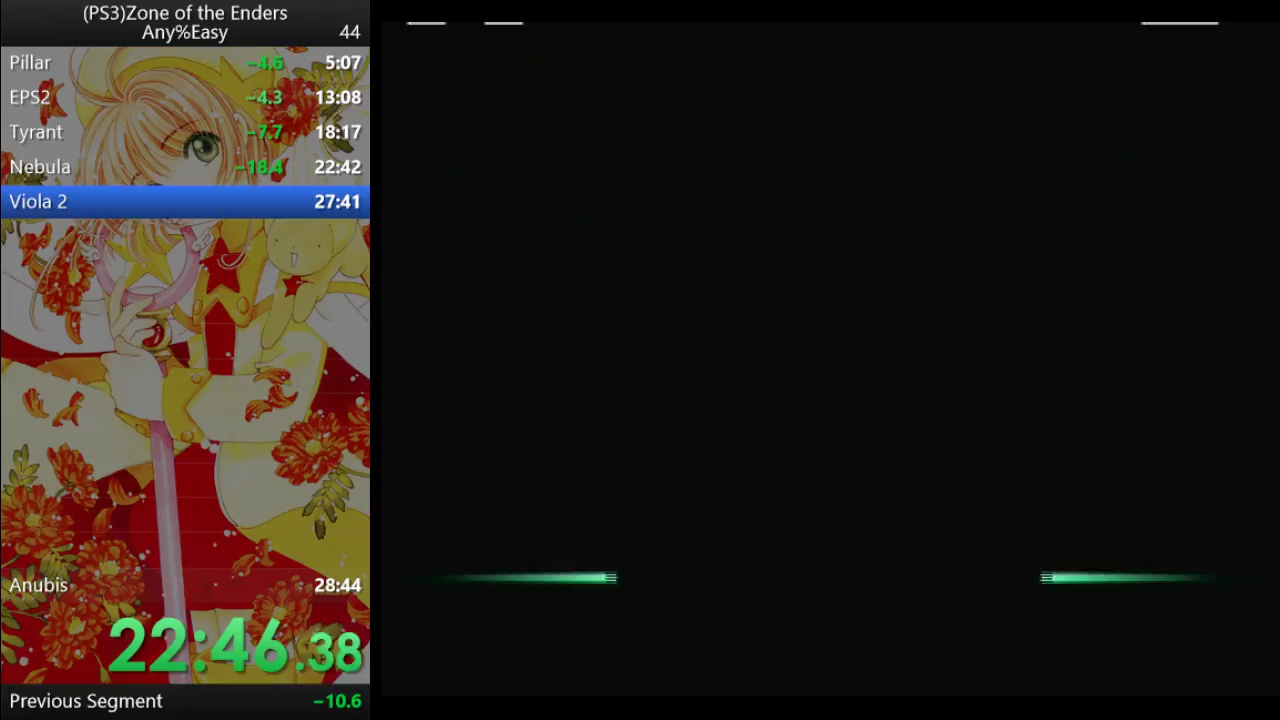 (PS3)Zone of the Enders
Any%Easy 44
Pillar −4.6 5:07
EPS2 −4.3 13:08
Tyrant −7.7 18:17
Nebula −18.4 22:42
Viola 2 27:41
Anubis 28:44
22:46.38
Previous Segment −10.6